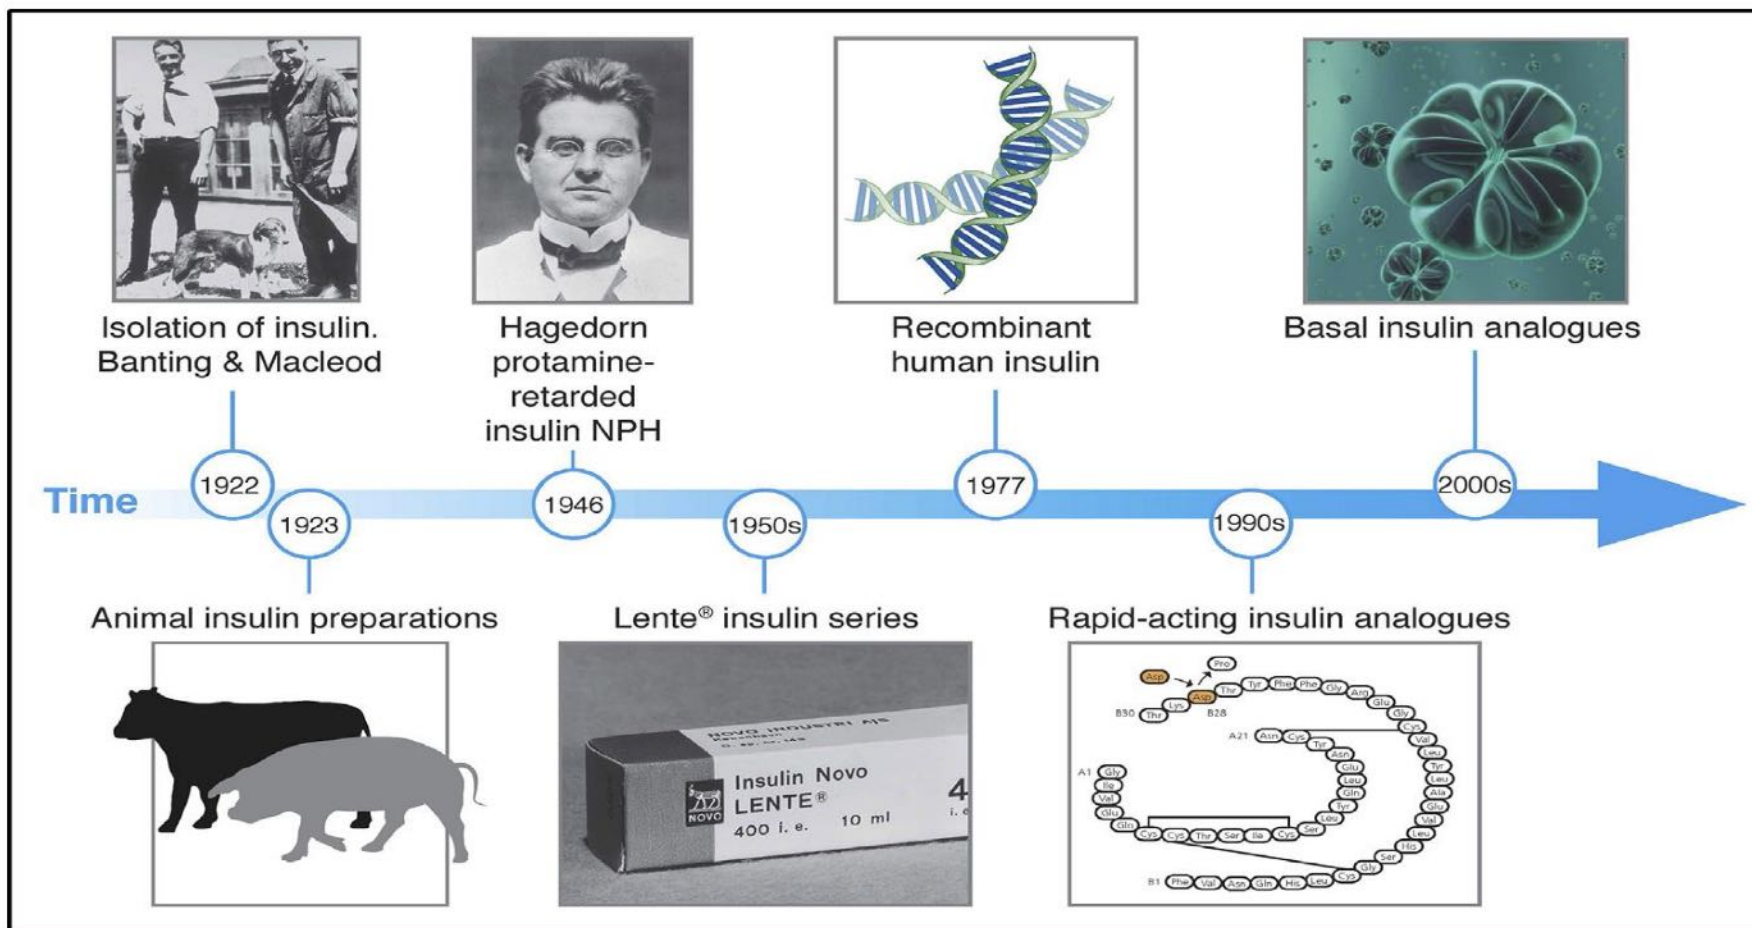 Isolation of insulin.
Banting & Macleod
Hagedorn
protamine-
retarded
insulin NPH
Recombinant
human insulin
Basal insulin analogues
Time
1922
1923
1946
1950s
1977
1990s
2000s
Animal insulin preparations
Lente® insulin series
Rapid-acting insulin analogues
NOVO INDUSTRI A/S
Insulin Novo
LENTE®
400 i. e. 10 ml
NOVO
4
i. e
Pro
Asp
B30 Thr Lys Asp Thr Tyr Phe Phe Gly Arg Glu Gly Cys Val Leu Tyr Leu Ala Glu Val Leu His Ser Gly Cys
B28
A21 Asn Cys Tyr Asn Glu Leu Gln Tyr Leu Ser
A1 Gly Ile Val Glu Gln Cys Cys Thr Ser Ile Cys
B1 Phe Val Asn Gln His Leu